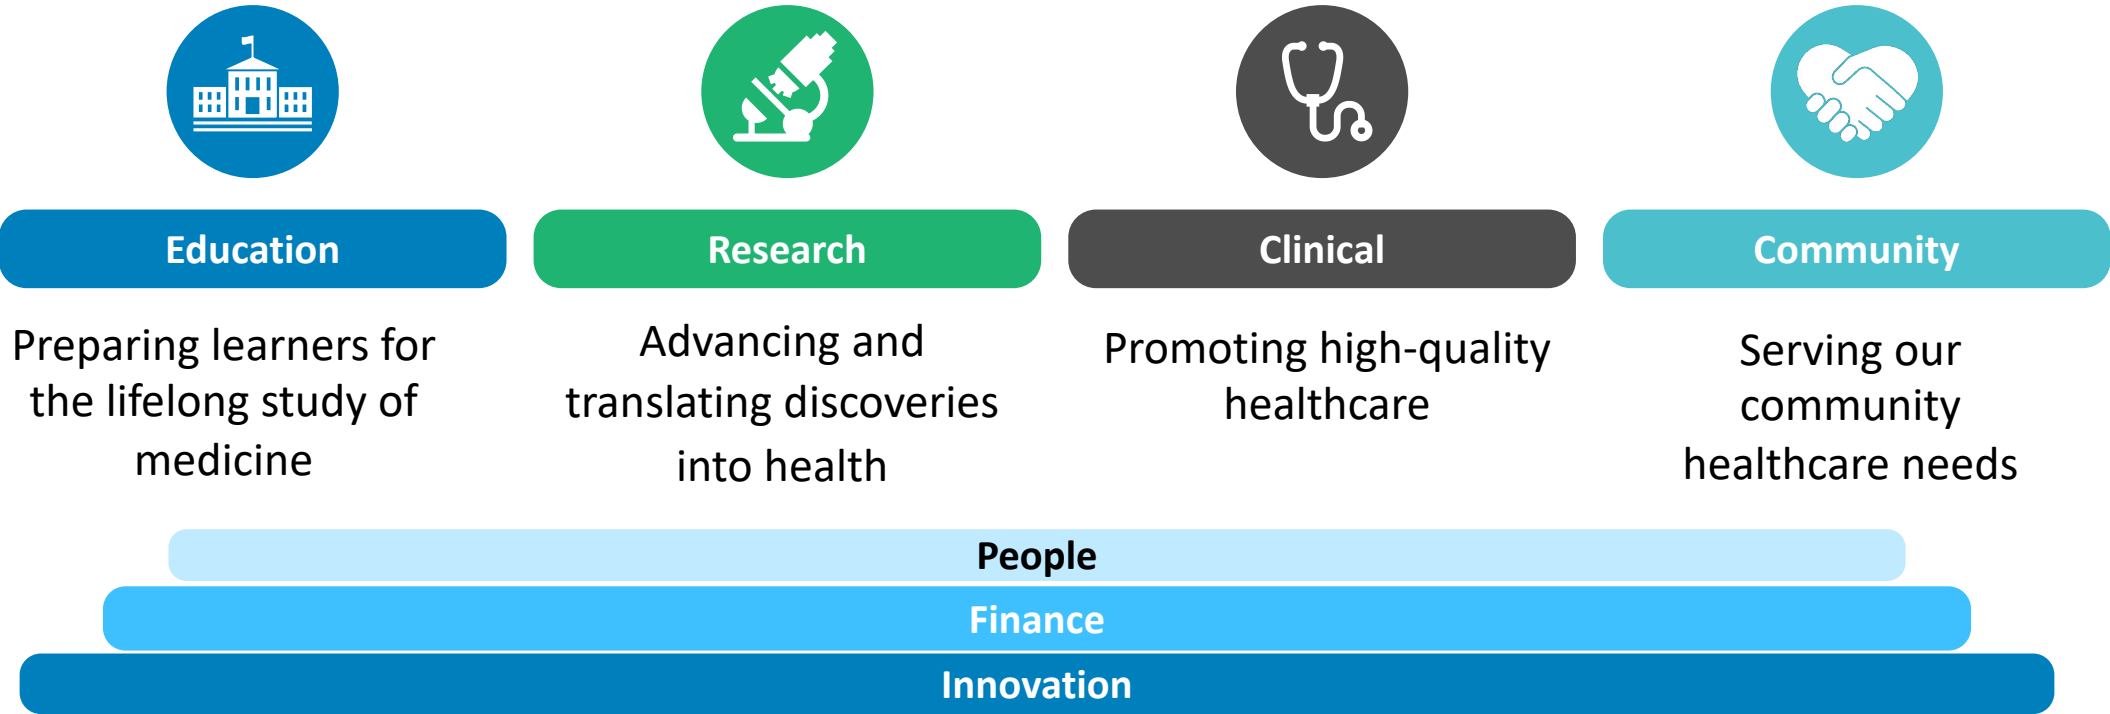 Education
Preparing learners for
the lifelong study of
medicine
Research
Advancing and
translating discoveries
into health
Clinical
Promoting high-quality
healthcare
Community
Serving our
community
healthcare needs
People
Finance
Innovation